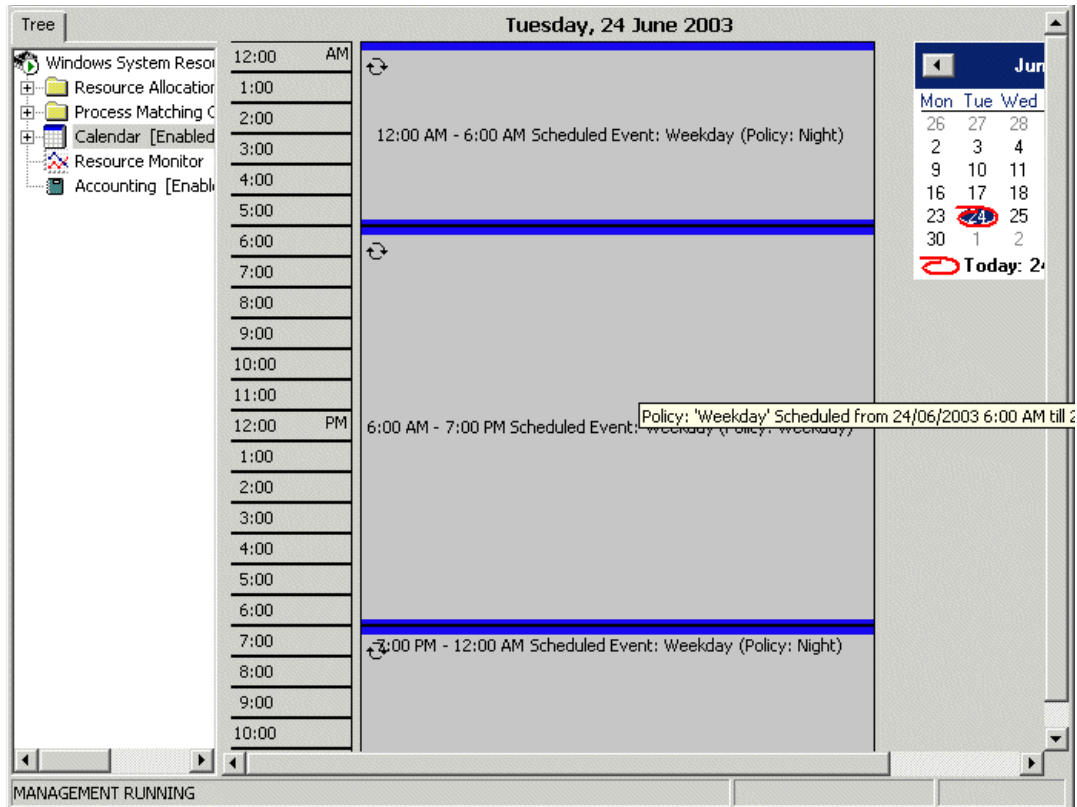 Tree
Tuesday, 24 June 2003
Windows System Resou
Resource Allocation
Process Matching C
Calendar [Enabled
Resource Monitor
Accounting [Enabl
12:00 AM
1:00
2:00
3:00
4:00
5:00
6:00
7:00
8:00
9:00
10:00
11:00
12:00 PM
1:00
2:00
3:00
4:00
5:00
6:00
7:00
8:00
9:00
10:00
12:00 AM - 6:00 AM Scheduled Event: Weekday (Policy: Night)
6:00 AM - 7:00 PM Scheduled Event: Weekday (Policy: Weekday)
Policy: 'Weekday' Scheduled from 24/06/2003 6:00 AM till 2
7:00 PM - 12:00 AM Scheduled Event: Weekday (Policy: Night)
Jun
Mon Tue Wed
26 27 28
2 3 4
9 10 11
16 17 18
23 24 25
30 1 2
Today: 24
MANAGEMENT RUNNING